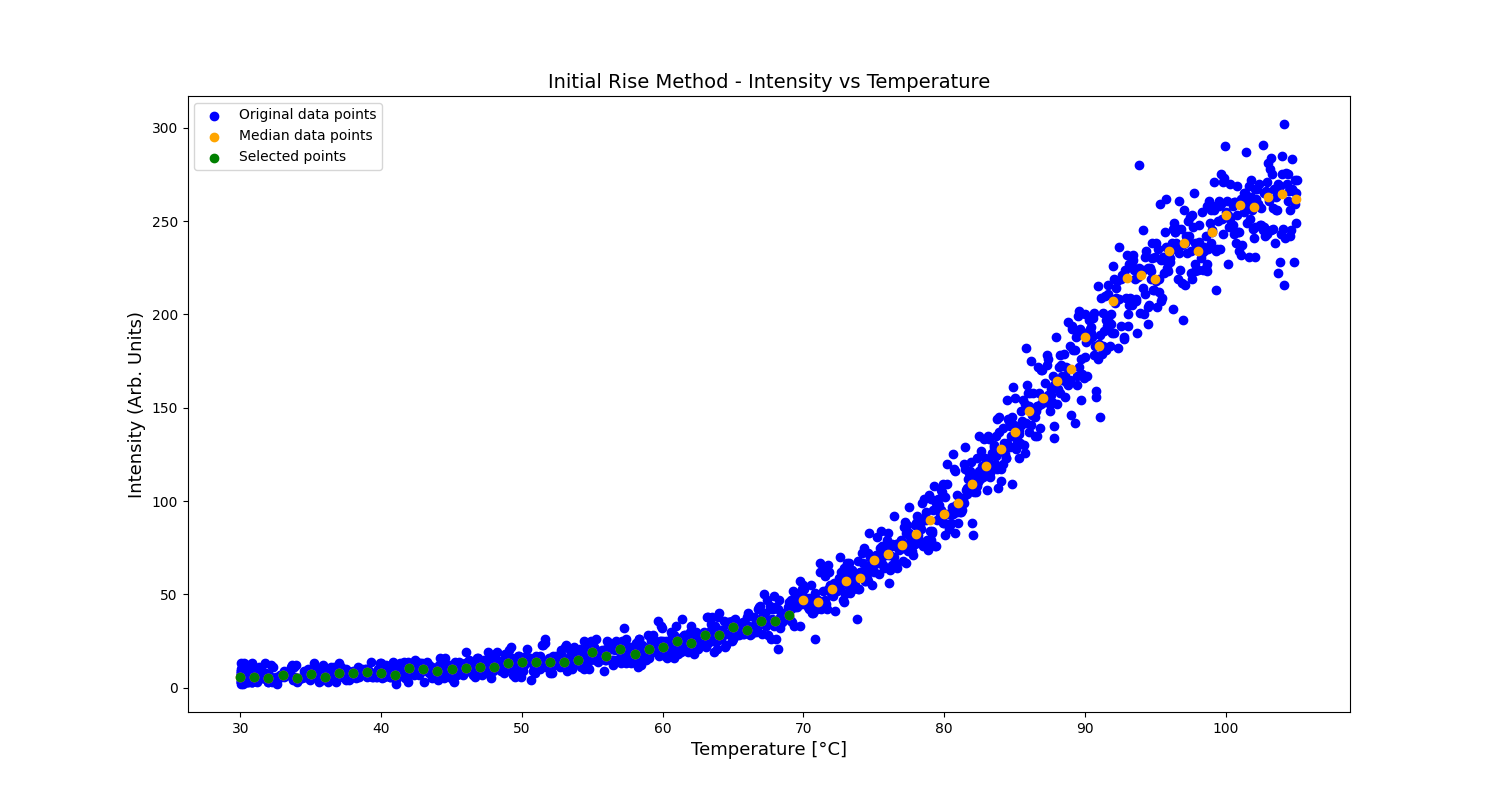 Initial Rise Method - Intensity vs Temperature
Original data points
Median data points
Selected points
300
250
200
150
100
50
0
Intensity (Arb. Units)
30 40 50 60 70 80 90 100
Temperature [°C]